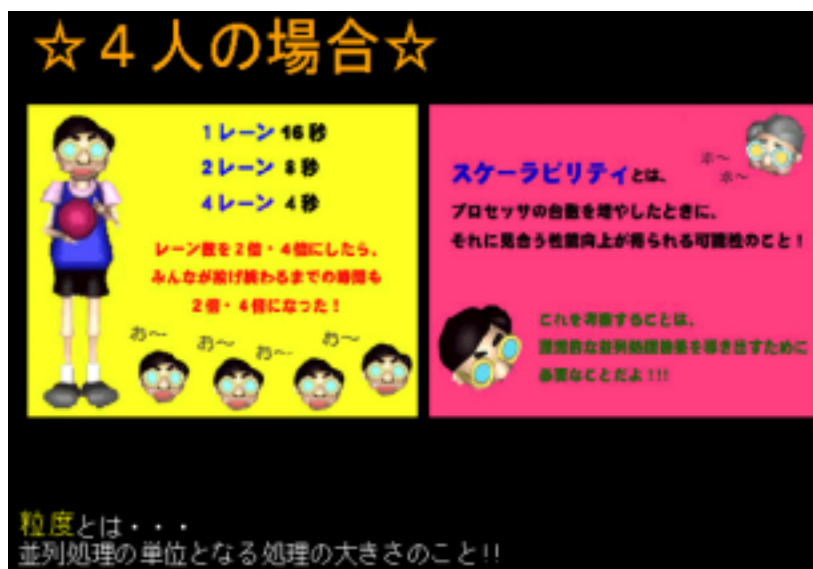 ☆４人の場合☆
1レーン 16秒
2レーン 8秒
4レーン 4秒
レーン数を２倍・４倍にしたら、
みんなが投げ終わるまでの時間も
２倍・４倍になった！
お〜
お〜
お〜
お〜
ホ〜
ホ〜
スケーラビリティとは、
プロセッサの台数を増やしたときに、
それに見合う性能向上が得られる可能性のこと！
これを考察することは、
的な並列処理効果を導き出すために
必要なことだよ!!!
粒度とは・・・
並列処理の単位となる処理の大きさのこと!!